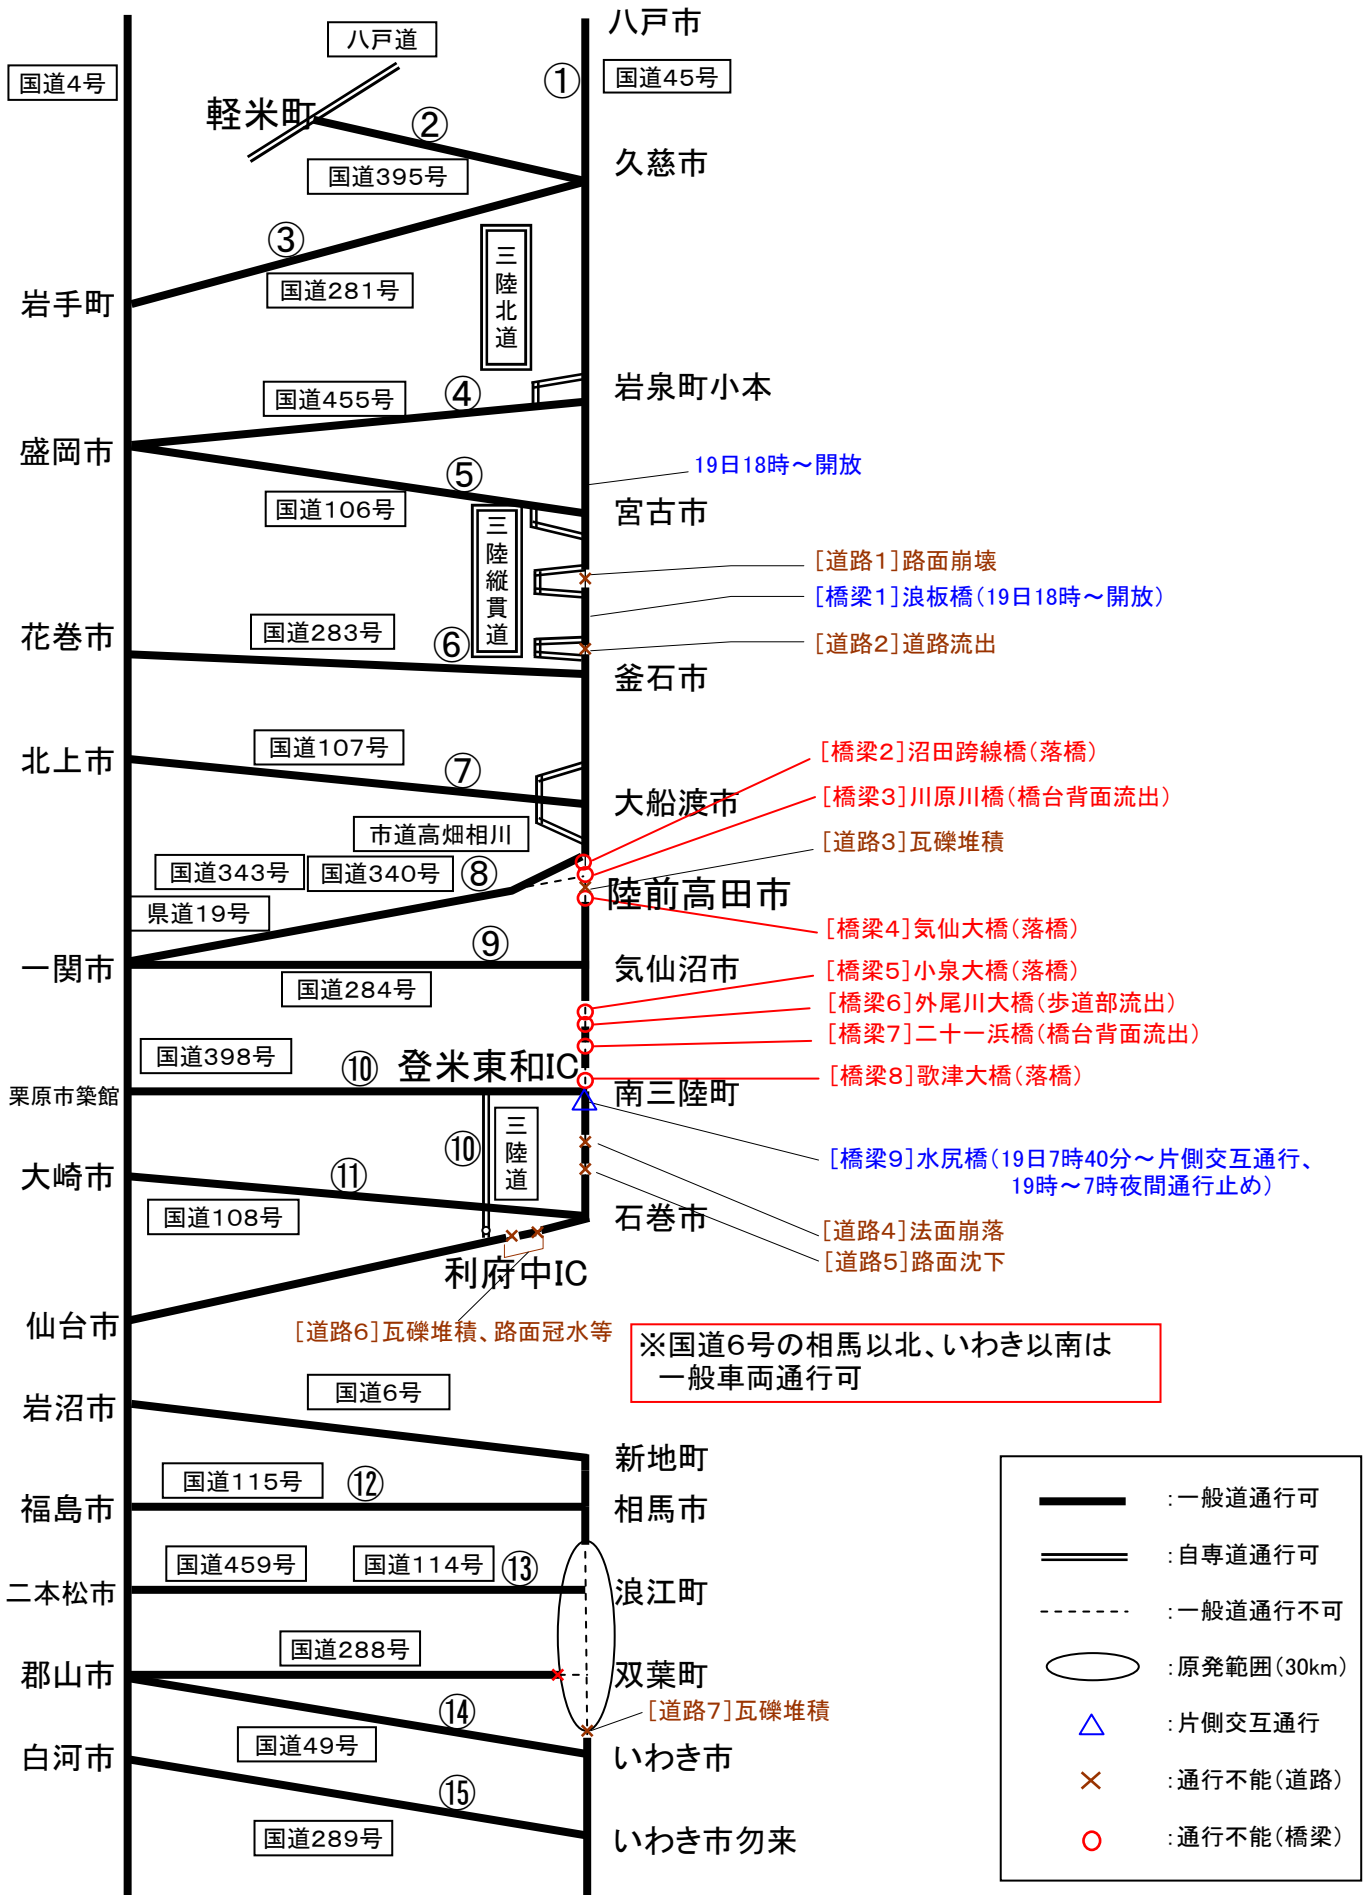 八戸市
八戸道
国道4号
①
国道45号
軽米町
②
久慈市
国道395号
③
三陸北道
国道281号
岩手町
岩泉町小本
国道455号
④
盛岡市
19日18時～開放
⑤
国道106号
宮古市
三陸縦貫道
[道路1]路面崩壊
[橋梁1]浪板橋(19日18時～開放)
花巻市
国道283号
⑥
[道路2]道路流出
釜石市
国道107号
北上市
⑦
[橋梁2]沼田跨線橋(落橋)
大船渡市
[橋梁3]川原川橋(橋台背面流出)
市道高畑相川
[道路3]瓦礫堆積
国道343号
国道340号
⑧
陸前高田市
県道19号
[橋梁4]気仙大橋(落橋)
⑨
一関市
気仙沼市
[橋梁5]小泉大橋(落橋)
国道284号
[橋梁6]外尾川大橋(歩道部流出)
[橋梁7]二十一浜橋(橋台背面流出)
国道398号
⑩
登米東和IC
[橋梁8]歌津大橋(落橋)
栗原市築館
南三陸町
⑩
三陸道
[橋梁9]水尻橋(19日7時40分～片側交互通行、
19時～7時夜間通行止め)
大崎市
⑪
国道108号
石巻市
[道路4]法面崩落
[道路5]路面沈下
利府中IC
仙台市
[道路6]瓦礫堆積、路面冠水等
※国道6号の相馬以北、いわき以南は
一般車両通行可
国道6号
岩沼市
新地町
国道115号
⑫
福島市
相馬市
国道459号
国道114号
⑬
二本松市
浪江町
国道288号
郡山市
双葉町
⑭
[道路7]瓦礫堆積
国道49号
白河市
いわき市
⑮
国道289号
いわき市勿来
:一般道通行可
:自専道通行可
:一般道通行不可
:原発範囲(30km)
:片側交互通行
:通行不能(道路)
:通行不能(橋梁)